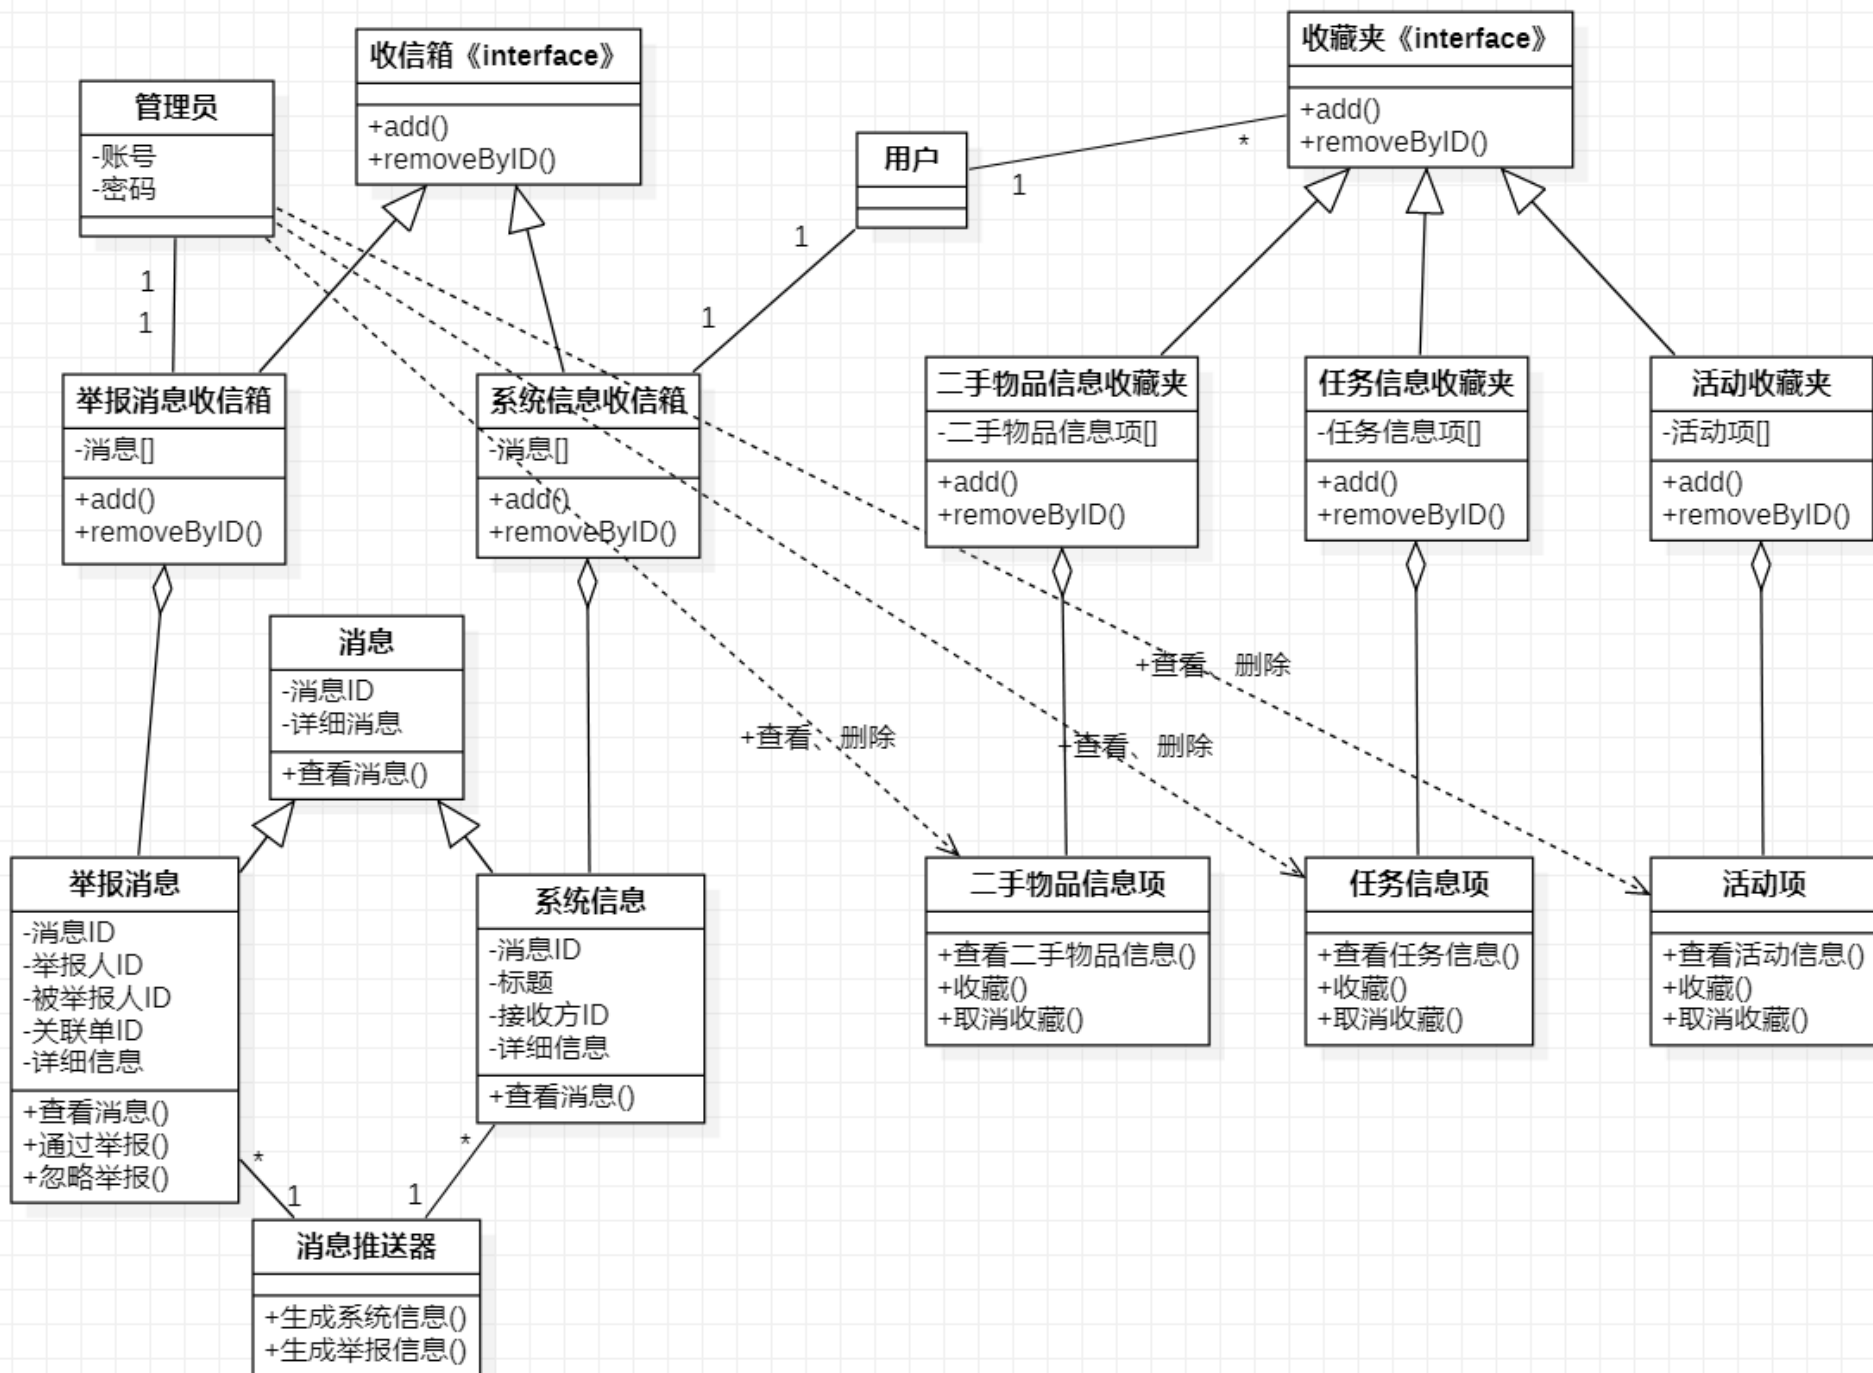 收信箱《interface》
+add()
+removeByID()
收藏夹《interface》
+add()
+removeByID()
管理员
-账号
-密码
用户
*
1
1
1
1
1
举报消息收信箱
-消息[]
+add()
+removeByID()
系统信息收信箱
-消息[]
+add()
+removeByID()
二手物品信息收藏夹
-二手物品信息项[]
+add()
+removeByID()
任务信息收藏夹
-任务信息项[]
+add()
+removeByID()
活动收藏夹
-活动项[]
+add()
+removeByID()
消息
-消息ID
-详细消息
+查看消息()
+查看、删除
+查看、删除
+查看、删除
举报消息
-消息ID
-举报人ID
-被举报人ID
-关联单ID
-详细信息
+查看消息()
+通过举报()
+忽略举报()
系统信息
-消息ID
-标题
-接收方ID
-详细信息
+查看消息()
二手物品信息项
+查看二手物品信息()
+收藏()
+取消收藏()
任务信息项
+查看任务信息()
+收藏()
+取消收藏()
活动项
+查看活动信息()
+收藏()
+取消收藏()
*
1
*
1
消息推送器
+生成系统信息()
+生成举报信息()